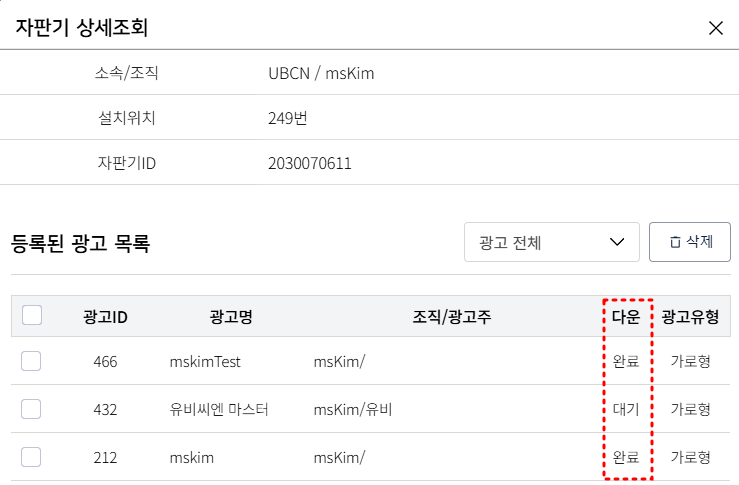 자판기 상세조회
소속/조직 UBCN / msKim
설치위치 249번
자판기ID 2030070611
등록된 광고 목록 광고 전체 삭제
광고ID 광고명 조직/광고주 다운 광고유형
466 mskimTest msKim/ 완료 가로형
432 유비씨엔 마스터 msKim/유비 대기 가로형
212 mskim msKim/ 완료 가로형